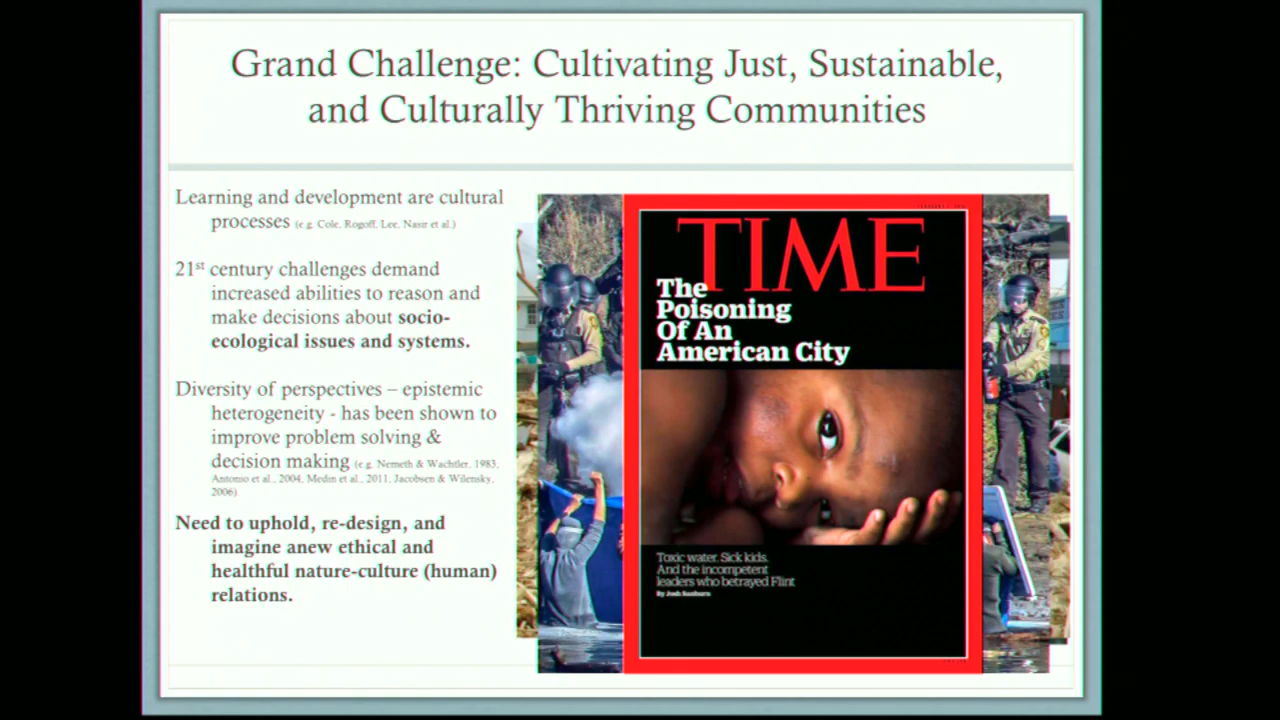 Grand Challenge: Cultivating Just, Sustainable,
and Culturally Thriving Communities
Learning and development are cultural
processes (e.g. Cole, Rogoff, Lee, Nasir et al.)
21st century challenges demand
increased abilities to reason and
make decisions about socio-
ecological issues and systems.
Diversity of perspectives – epistemic
heterogeneity - has been shown to
improve problem solving &
decision making (e.g. Nemeth & Wachtler, 1983,
Antonio et al., 2004, Medin et al., 2011, Jacobsen & Wilensky,
2006)
Need to uphold, re-design, and
imagine anew ethical and
healthful nature-culture (human)
relations.
TIME
The
Poisoning
Of An
American City
Toxic water. Sick kids.
And the incompetent
leaders who betrayed Flint
By Josh Sanburn